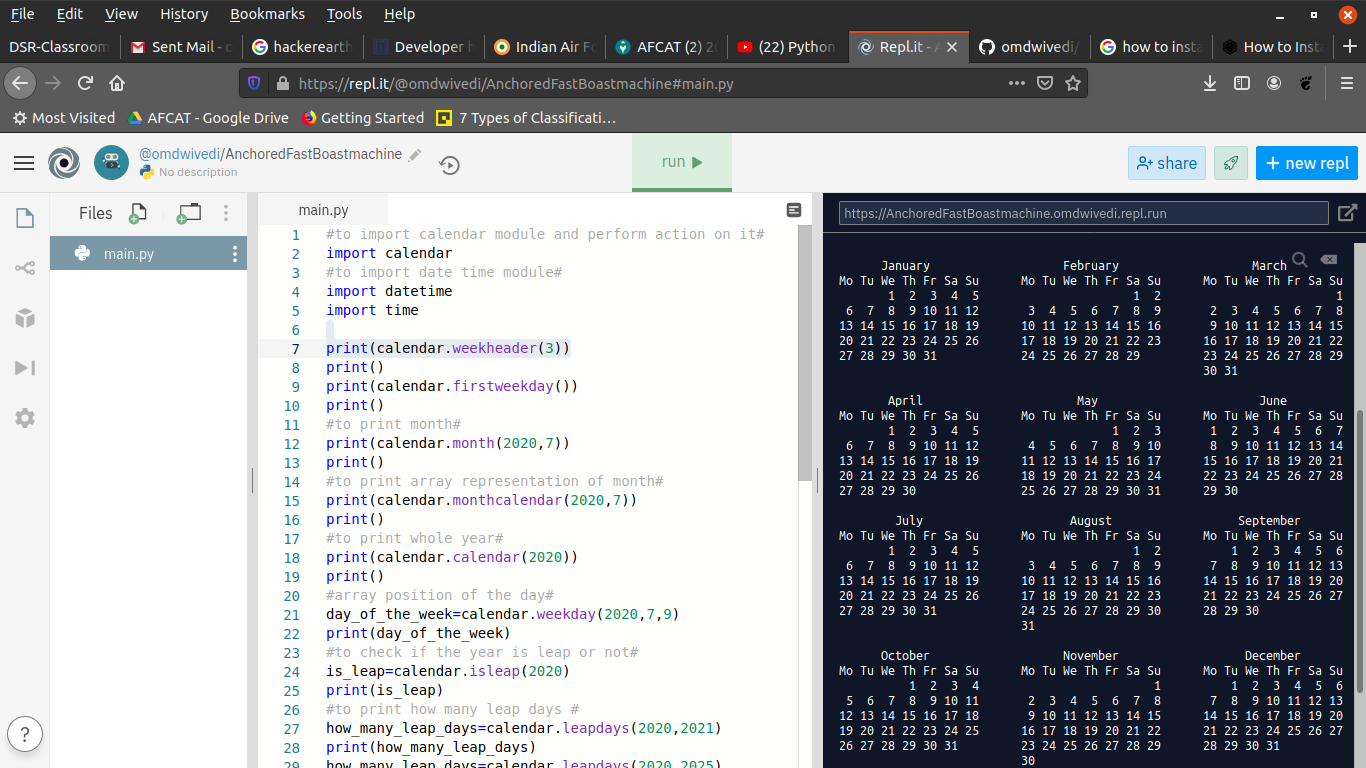 File Edit View History Bookmarks Tools Help
DSR-Classroom Sent Mail - o hackerearth Developer h Indian Air Fo AFCAT (2) 20 (22) Python Repl.it - A omdwivedi/ how to insta How to Insta
https://repl.it/@omdwivedi/AnchoredFastBoastmachine#main.py
Most Visited AFCAT - Google Drive Getting Started 7 Types of Classificati…
@omdwivedi/AnchoredFastBoastmachine
No description
run
share
+ new repl
Files
main.py
?
main.py
1 #to import calendar module and perform action on it#
2 import calendar
3 #to import date time module#
4 import datetime
5 import time
6
7 print(calendar.weekheader(3))
8 print()
9 print(calendar.firstweekday())
10 print()
11 #to print month#
12 print(calendar.month(2020,7))
13 print()
14 #to print array representation of month#
15 print(calendar.monthcalendar(2020,7))
16 print()
17 #to print whole year#
18 print(calendar.calendar(2020))
19 print()
20 #array position of the day#
21 day_of_the_week=calendar.weekday(2020,7,9)
22 print(day_of_the_week)
23 #to check if the year is leap or not#
24 is_leap=calendar.isleap(2020)
25 print(is_leap)
26 #to print how many leap days #
27 how_many_leap_days=calendar.leapdays(2020,2021)
28 print(how_many_leap_days)
29 how_many_leap_days=calendar.leapdays(2020,2025)
https://AnchoredFastBoastmachine.omdwivedi.repl.run
January February March
Mo Tu We Th Fr Sa Su Mo Tu We Th Fr Sa Su Mo Tu We Th Fr Sa Su
1 2 3 4 5 1 2 1
6 7 8 9 10 11 12 3 4 5 6 7 8 9 2 3 4 5 6 7 8
13 14 15 16 17 18 19 10 11 12 13 14 15 16 9 10 11 12 13 14 15
20 21 22 23 24 25 26 17 18 19 20 21 22 23 16 17 18 19 20 21 22
27 28 29 30 31 24 25 26 27 28 29 23 24 25 26 27 28 29
30 31
April May June
Mo Tu We Th Fr Sa Su Mo Tu We Th Fr Sa Su Mo Tu We Th Fr Sa Su
1 2 3 4 5 1 2 3 1 2 3 4 5 6 7
6 7 8 9 10 11 12 4 5 6 7 8 9 10 8 9 10 11 12 13 14
13 14 15 16 17 18 19 11 12 13 14 15 16 17 15 16 17 18 19 20 21
20 21 22 23 24 25 26 18 19 20 21 22 23 24 22 23 24 25 26 27 28
27 28 29 30 25 26 27 28 29 30 31 29 30
July August September
Mo Tu We Th Fr Sa Su Mo Tu We Th Fr Sa Su Mo Tu We Th Fr Sa Su
1 2 3 4 5 1 2 1 2 3 4 5 6
6 7 8 9 10 11 12 3 4 5 6 7 8 9 7 8 9 10 11 12 13
13 14 15 16 17 18 19 10 11 12 13 14 15 16 14 15 16 17 18 19 20
20 21 22 23 24 25 26 17 18 19 20 21 22 23 21 22 23 24 25 26 27
27 28 29 30 31 24 25 26 27 28 29 30 28 29 30
31
October November December
Mo Tu We Th Fr Sa Su Mo Tu We Th Fr Sa Su Mo Tu We Th Fr Sa Su
1 2 3 4 1 1 2 3 4 5 6
5 6 7 8 9 10 11 2 3 4 5 6 7 8 7 8 9 10 11 12 13
12 13 14 15 16 17 18 9 10 11 12 13 14 15 14 15 16 17 18 19 20
19 20 21 22 23 24 25 16 17 18 19 20 21 22 21 22 23 24 25 26 27
26 27 28 29 30 31 23 24 25 26 27 28 29 28 29 30 31
30